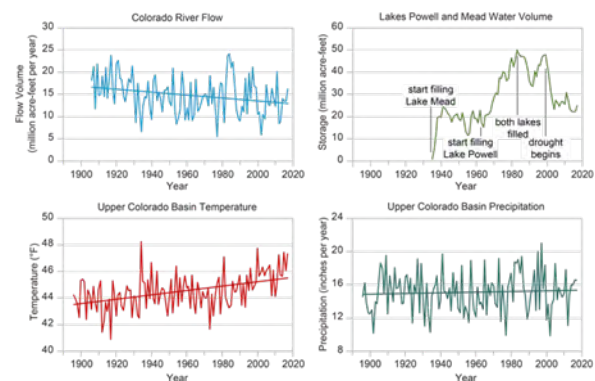 Colorado River Flow
Flow Volume
(million acre-feet per year)
30
25
20
15
10
5
0
1900 1920 1940 1960 1980 2000 2020
Year
Lakes Powell and Mead Water Volume
Storage (million acre-feet)
60
50
40
30
20
10
0
start filling
Lake Mead
start filling
Lake Powell
both lakes
filled
drought
begins
1900 1920 1940 1960 1980 2000 2020
Year
Upper Colorado Basin Temperature
Temperature (°F)
50
48
46
44
42
40
1900 1920 1940 1960 1980 2000 2020
Year
Upper Colorado Basin Precipitation
Precipitation (inches per year)
24
20
16
12
8
1900 1920 1940 1960 1980 2000 2020
Year